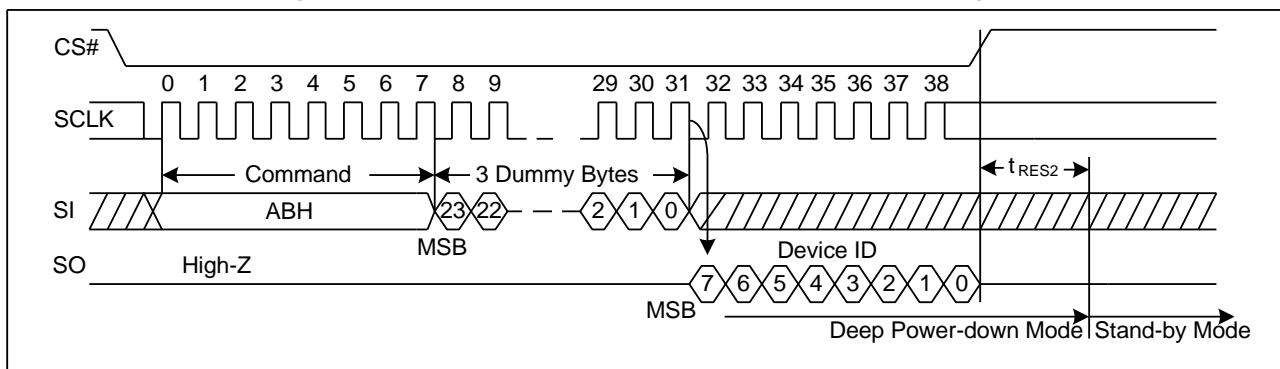 CS#
0 1 2 3 4 5 6 7 8 9 29 30 31 32 33 34 35 36 37 38
SCLK
Command 3 Dummy Bytes tRES2
SI ABH 23 22 2 1 0
MSB Device ID
SO High-Z
7 6 5 4 3 2 1 0
MSB
Deep Power-down Mode Stand-by Mode